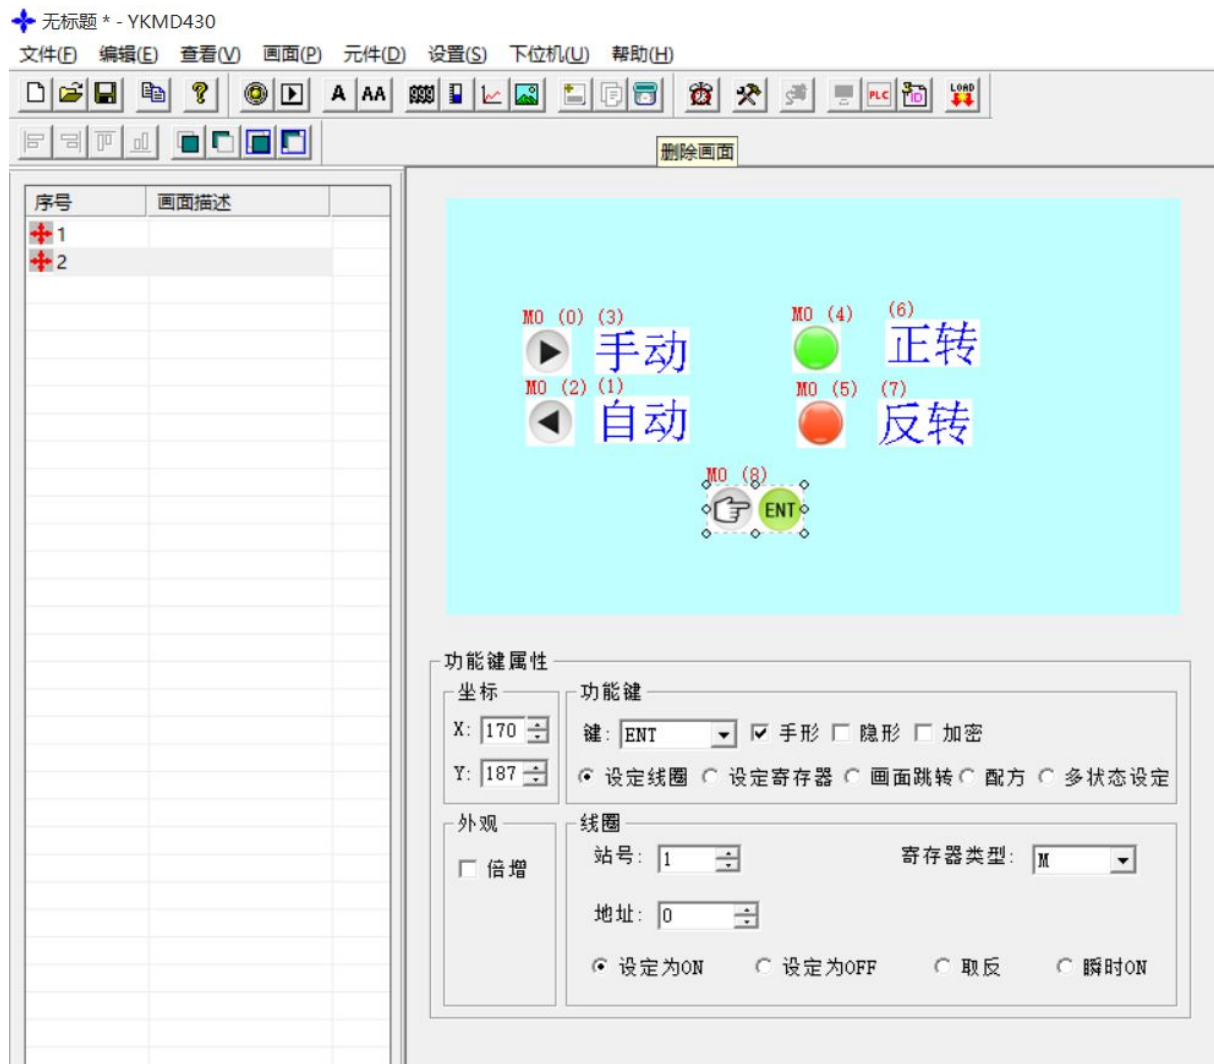 无标题 * - YKMD430
文件(F) 编辑(E) 查看(V) 画面(P) 元件(D) 设置(S) 下位机(U) 帮助(H)
A AA PLC ID LOAD
删除画面
序号 画面描述
1
2
M0 (0) (3) M0 (4) (6)
手动 正转
M0 (2) (1) M0 (5) (7)
自动 反转
M0 (8)
ENT
功能键属性
坐标 功能键
X: 170 键: ENT 手形 隐形 加密
Y: 187 设定线圈 设定寄存器 画面跳转 配方 多状态设定
外观 线圈
倍增 站号: 1 寄存器类型: M
地址: 0
设定为ON 设定为OFF 取反 瞬时ON